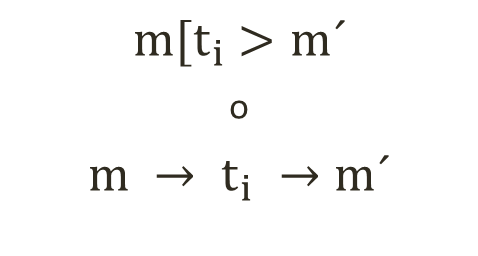 m[tᵢ > m´
o
m → tᵢ → m´